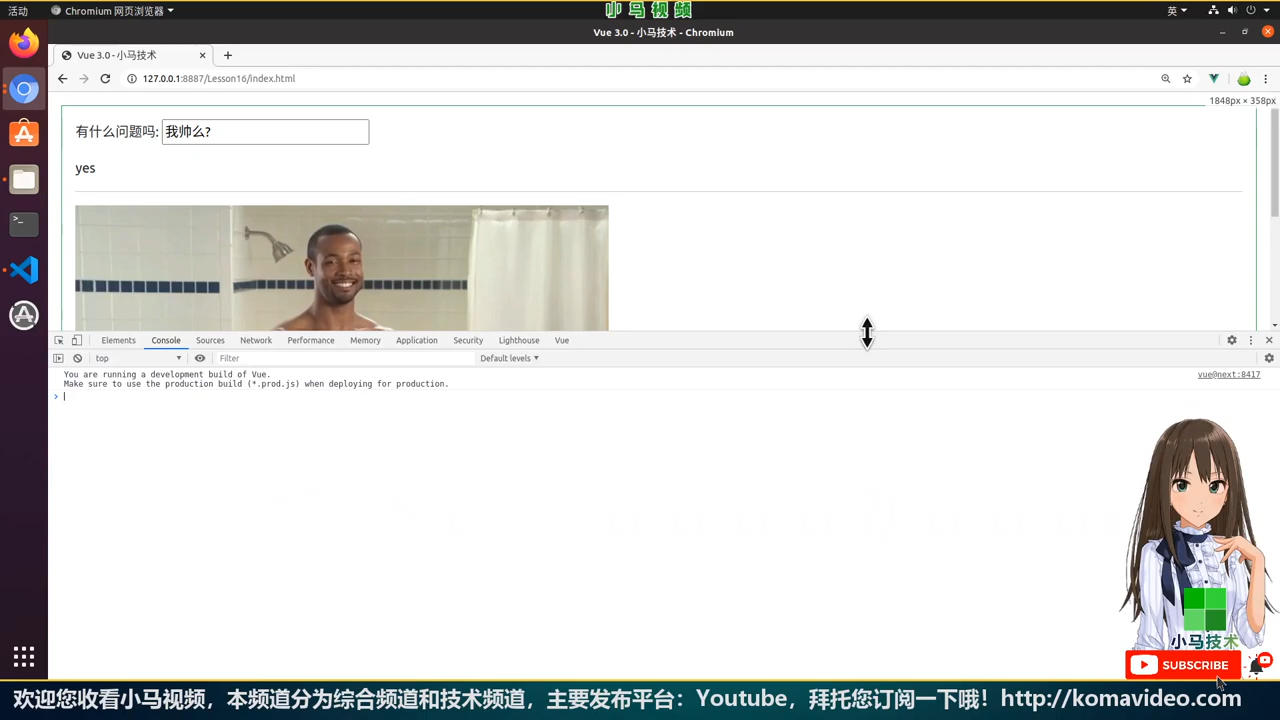 活动
Chromium 网页浏览器
小马视频
英
Vue 3.0 - 小马技术 - Chromium
Vue 3.0 - 小马技术
127.0.0.1:8887/Lesson16/index.html
1848px × 358px
有什么问题吗: 我帅么?
yes
Elements Console Sources Network Performance Memory Application Security Lighthouse Vue
top Filter Default levels
You are running a development build of Vue.
vue@next:8417
Make sure to use the production build (*.prod.js) when deploying for production.
小马技术
SUBSCRIBE
欢迎您收看小马视频，本频道分为综合频道和技术频道，主要发布平台：Youtube，拜托您订阅一下哦！http://komavideo.com